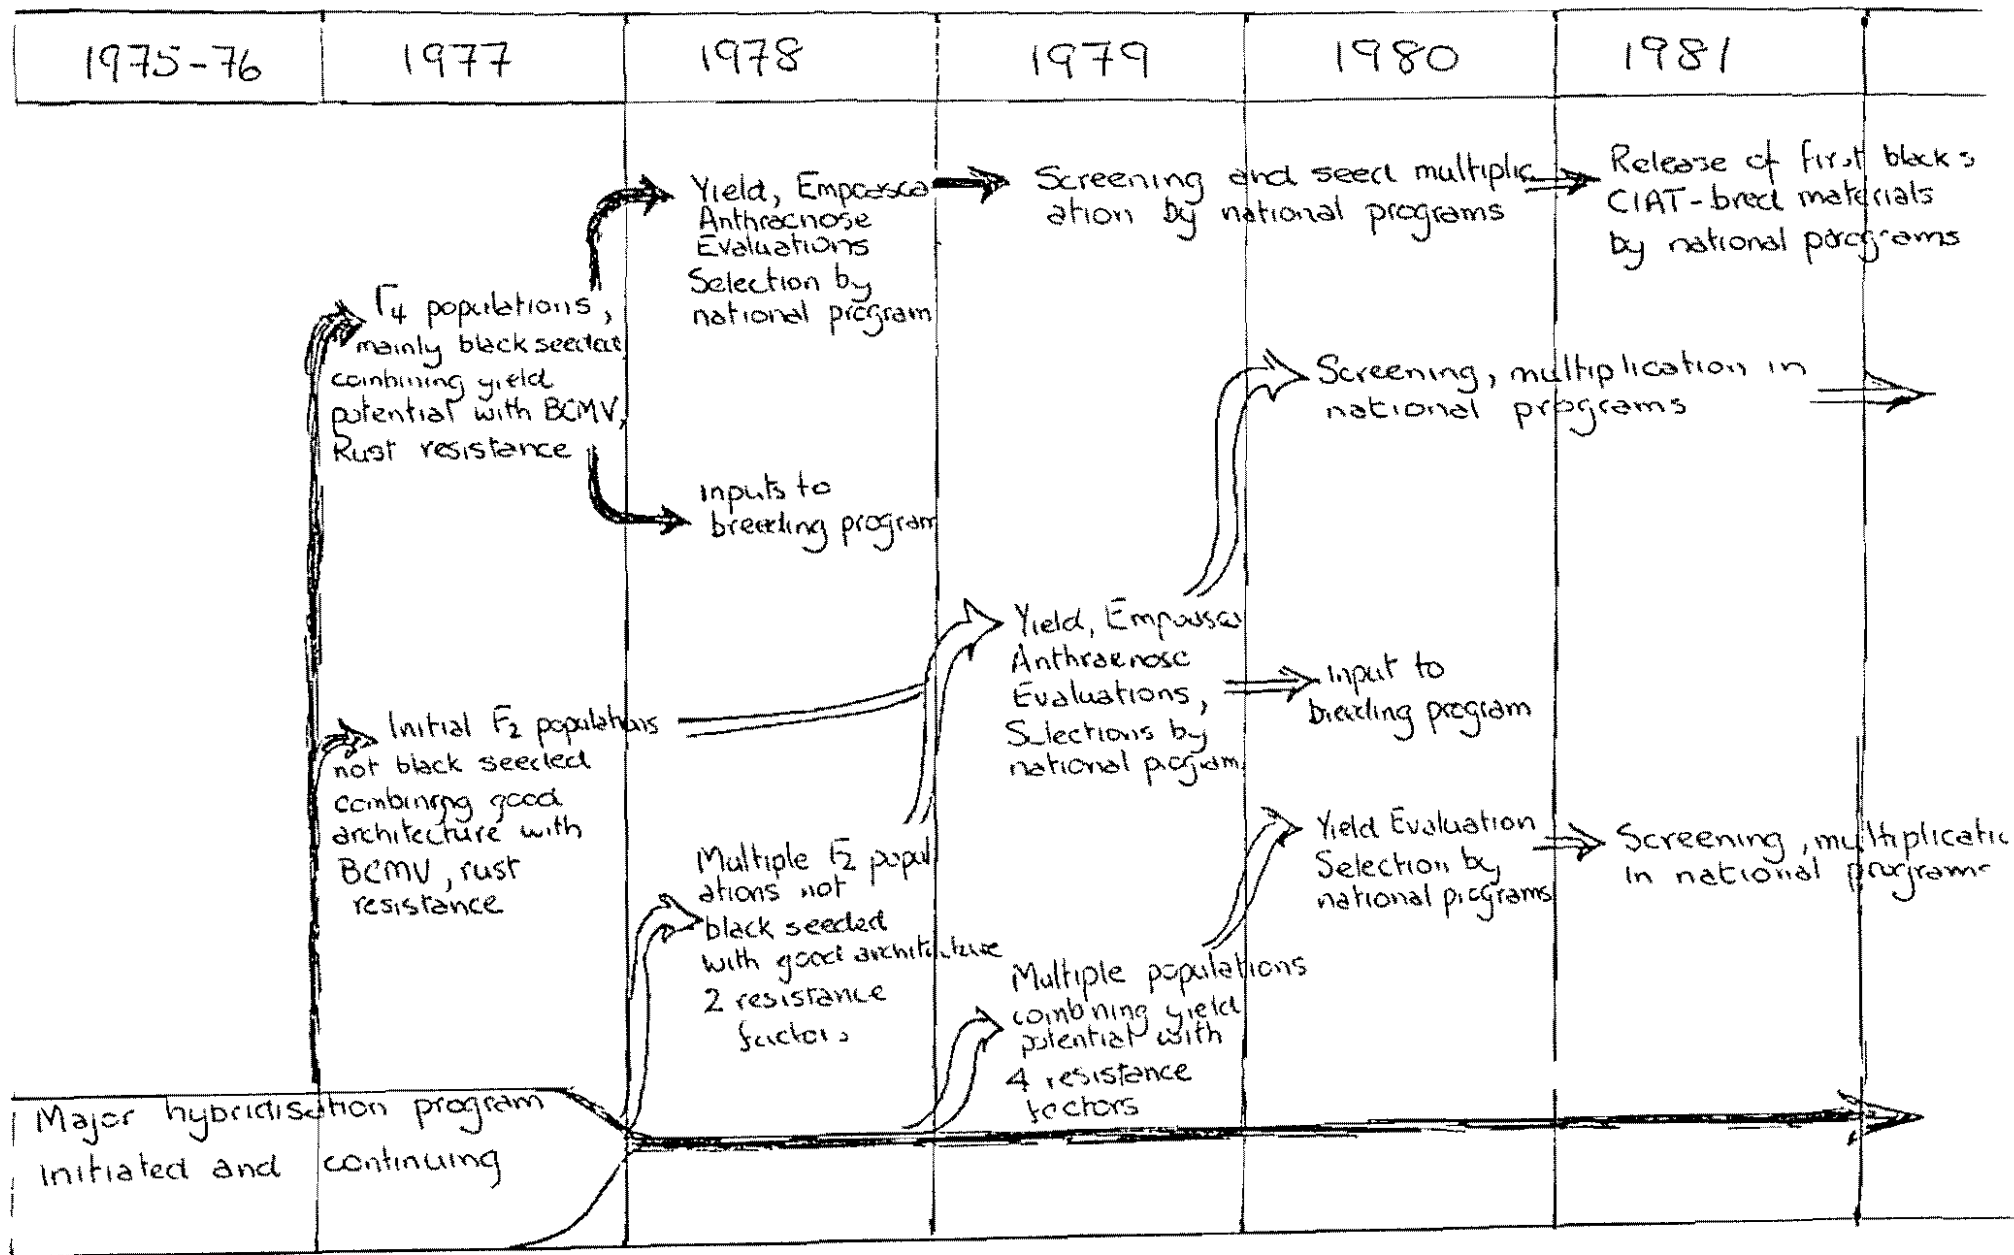 1975-76
1977
1978
1979
1980
1981
F4 populations,
mainly black seeded
combining yield
potential with BCMV,
Rust resistance
Yield, Empoasca
Anthracnose
Evaluations
Selection by
national program
Screening and seed multiplic
ation by national programs
Release of first blacks
CIAT-bred materials
by national programs
Inputs to
breeding program
Screening, multiplication in
national programs
Initial F2 populations
not black seeded
combining good
architecture with
BCMV, rust
resistance
Yield, Empoasca
Anthracnose
Evaluations,
Selections by
national program
Input to
breeding program
Multiple F2 popul
ations not
black seeded
with good architecture
2 resistance
factors
Multiple populations
combining yield
potential with
4 resistance
factors
Yield Evaluation
Selection by
national programs
Screening, multiplicatic
in national programs
Major hybridisation program
initiated and continuing